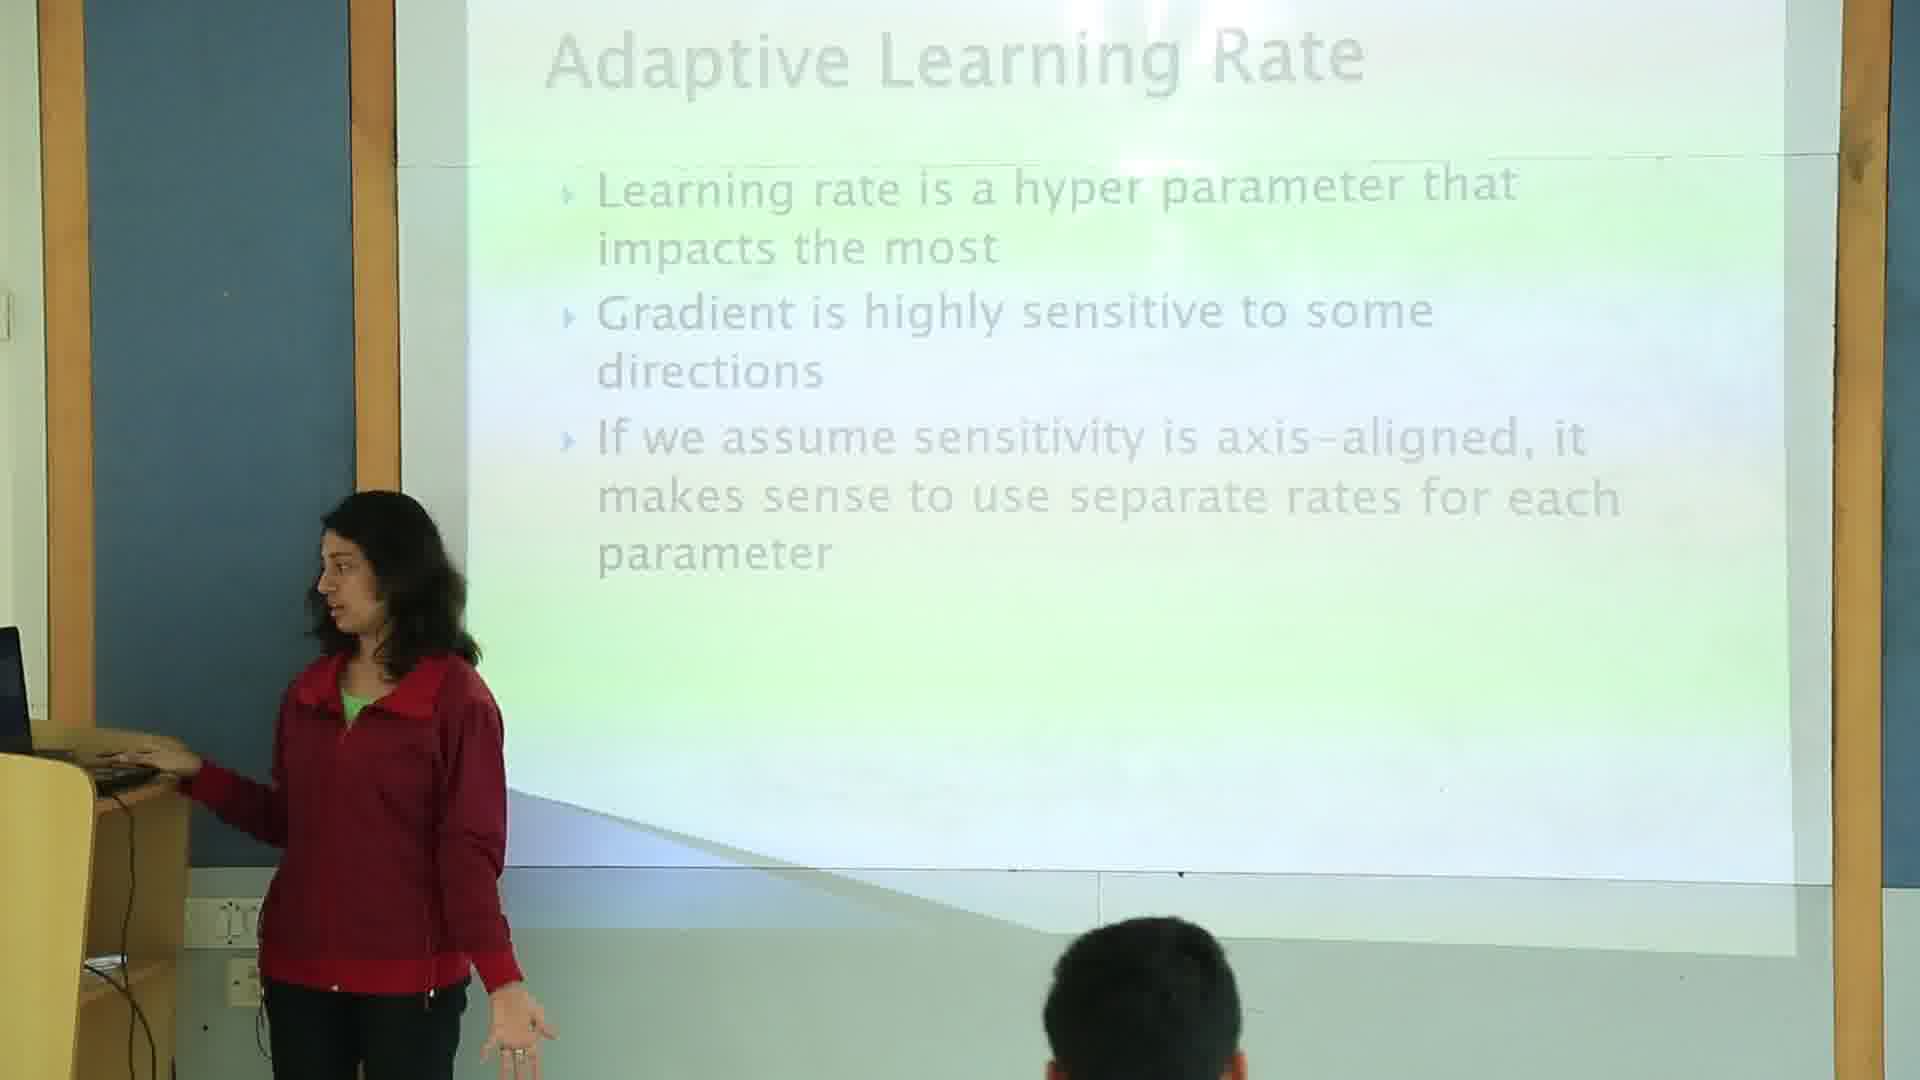 Adaptive Learning Rate
Learning rate is a hyper parameter that
impacts the most
Gradient is highly sensitive to some
directions
If we assume sensitivity is axis-aligned, it
makes sense to use separate rates for each
parameter